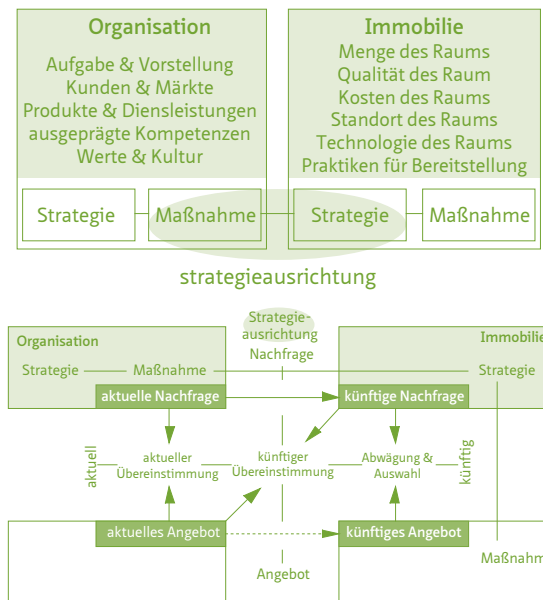 Organisation
Aufgabe & Vorstellung
Kunden & Märkte
Produkte & Diensleistungen
ausgeprägte Kompetenzen
Werte & Kultur
Strategie
Maßnahme
Immobilie
Menge des Raums
Qualität des Raum
Kosten des Raums
Standort des Raums
Technologie des Raums
Praktiken für Bereitstellung
Strategie
Maßnahme
strategieausrichtung
Strategie-
ausrichtung
Nachfrage
Organisation
Immobilie
Strategie
Maßnahme
Strategie
aktuelle Nachfrage
künftige Nachfrage
aktuell
aktueller
Übereinstimmung
künftiger
Übereinstimmung
Abwägung &
Auswahl
künftig
aktuelles Angebot
künftiges Angebot
Angebot
Maßnahm